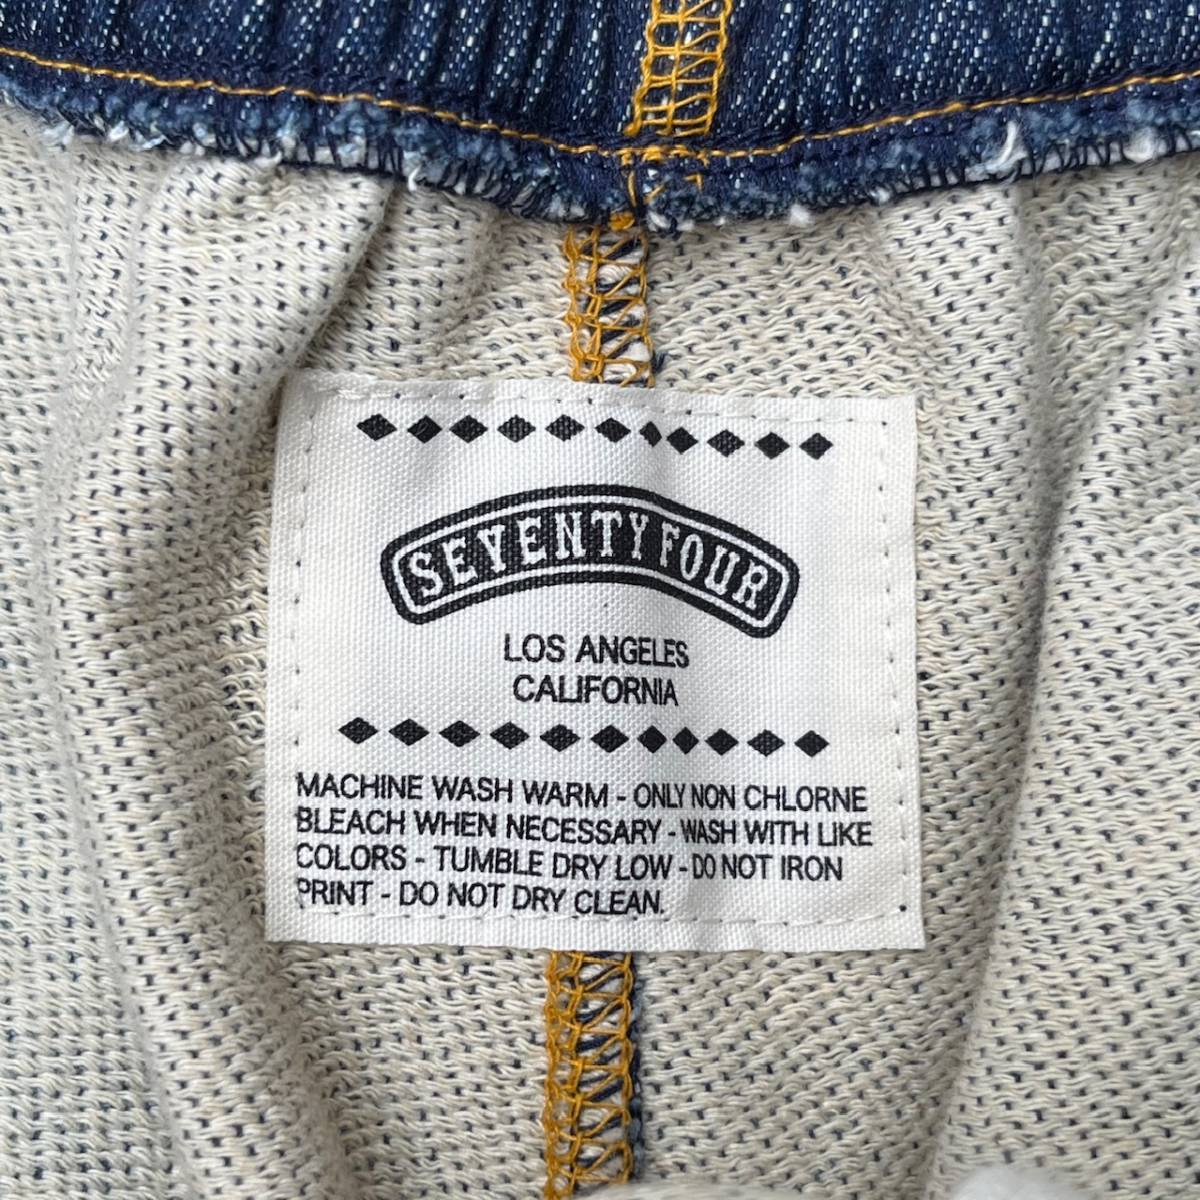 SEVENTY FOUR
LOS ANGELES
CALIFORNIA
MACHINE WASH WARM - ONLY NON CHLORNE
BLEACH WHEN NECESSARY - WASH WITH LIKE
COLORS - TUMBLE DRY LOW - DO NOT IRON
PRINT - DO NOT DRY CLEAN.